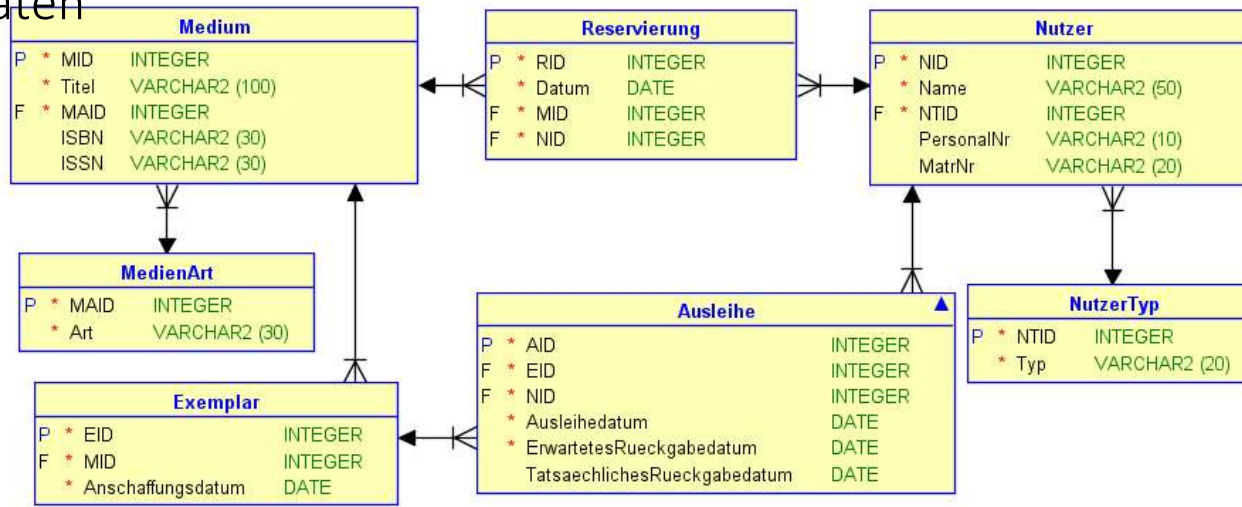 Medium
P * MID INTEGER
* Titel VARCHAR2 (100)
F * MAID INTEGER
ISBN VARCHAR2 (30)
ISSN VARCHAR2 (30)
Reservierung
P * RID INTEGER
* Datum DATE
F * MID INTEGER
F * NID INTEGER
Nutzer
P * NID INTEGER
* Name VARCHAR2 (50)
F * NTID INTEGER
PersonalNr VARCHAR2 (10)
MatrNr VARCHAR2 (20)
MedienArt
P * MAID INTEGER
* Art VARCHAR2 (30)
Ausleihe
P * AID INTEGER
F * EID INTEGER
F * NID INTEGER
* Ausleihedatum DATE
* ErwartetesRueckgabedatum DATE
TatsaechlichesRueckgabedatum DATE
NutzerTyp
P * NTID INTEGER
* Typ VARCHAR2 (20)
Exemplar
P * EID INTEGER
F * MID INTEGER
* Anschaffungsdatum DATE